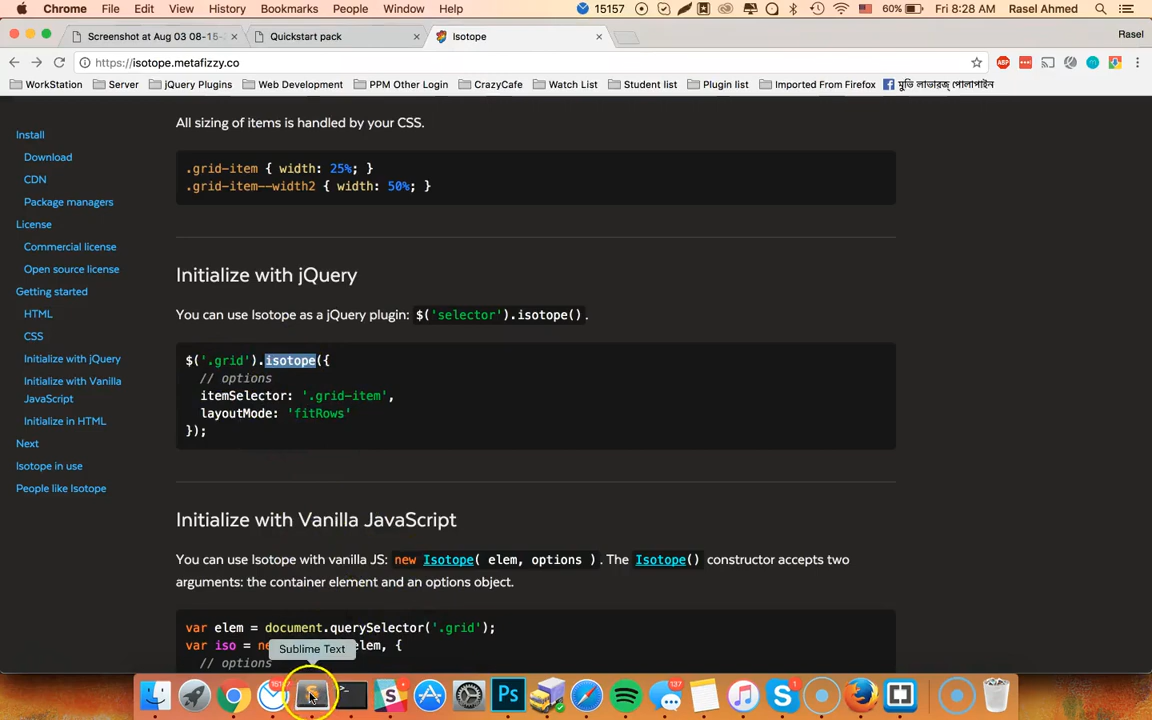 Chrome File Edit View History Bookmarks People Window Help 15157 60% Fri 8:28 AM Rasel Ahmed
Screenshot at Aug 03 08-15- Quickstart pack Isotope Rasel
https://isotope.metafizzy.co
WorkStation Server jQuery Plugins Web Development PPM Other Login CrazyCafe Watch List Student list Plugin list Imported From Firefox মুভি লাভারজ্ পোলাপাইন
Install
Download
CDN
Package managers
License
Commercial license
Open source license
Getting started
HTML
CSS
Initialize with jQuery
Initialize with Vanilla
JavaScript
Initialize in HTML
Next
Isotope in use
People like Isotope
All sizing of items is handled by your CSS.
.grid-item { width: 25%; }
.grid-item--width2 { width: 50%; }
Initialize with jQuery
You can use Isotope as a jQuery plugin: $('selector').isotope().
$('.grid').isotope({
// options
itemSelector: '.grid-item',
layoutMode: 'fitRows'
});
Initialize with Vanilla JavaScript
You can use Isotope with vanilla JS: new Isotope( elem, options ). The Isotope() constructor accepts two
arguments: the container element and an options object.
var elem = document.querySelector('.grid');
var iso = elem, {
// options
Sublime Text
137
1
Ps